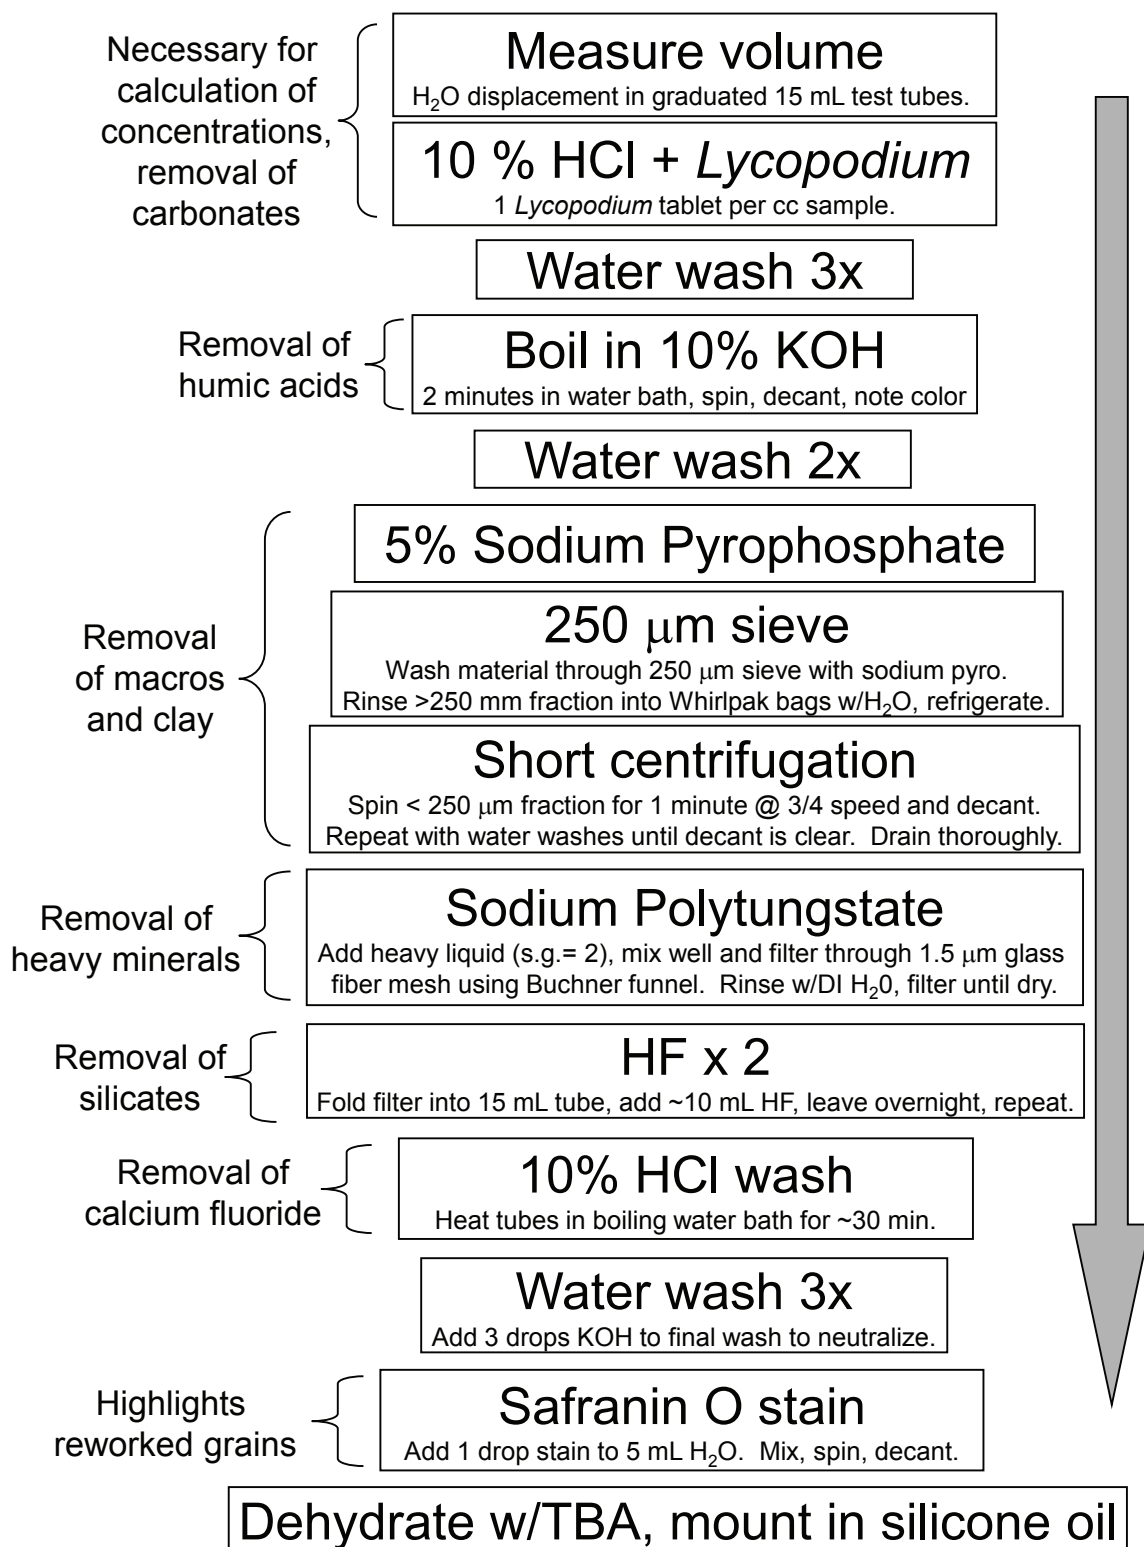 Necessary for
calculation of
concentrations,
removal of
carbonates
Measure volume
H₂O displacement in graduated 15 mL test tubes.
10 % HCl + Lycopodium
1 Lycopodium tablet per cc sample.
Water wash 3x
Removal of
humic acids
Boil in 10% KOH
2 minutes in water bath, spin, decant, note color
Water wash 2x
Removal
of macros
and clay
5% Sodium Pyrophosphate
250 μm sieve
Wash material through 250 μm sieve with sodium pyro.
Rinse >250 mm fraction into Whirlpak bags w/H₂O, refrigerate.
Short centrifugation
Spin < 250 μm fraction for 1 minute @ 3/4 speed and decant.
Repeat with water washes until decant is clear. Drain thoroughly.
Removal of
heavy minerals
Sodium Polytungstate
Add heavy liquid (s.g.= 2), mix well and filter through 1.5 μm glass
fiber mesh using Buchner funnel. Rinse w/DI H₂0, filter until dry.
Removal of
silicates
HF x 2
Fold filter into 15 mL tube, add ~10 mL HF, leave overnight, repeat.
Removal of
calcium fluoride
10% HCl wash
Heat tubes in boiling water bath for ~30 min.
Water wash 3x
Add 3 drops KOH to final wash to neutralize.
Highlights
reworked grains
Safranin O stain
Add 1 drop stain to 5 mL H₂O. Mix, spin, decant.
Dehydrate w/TBA, mount in silicone oil